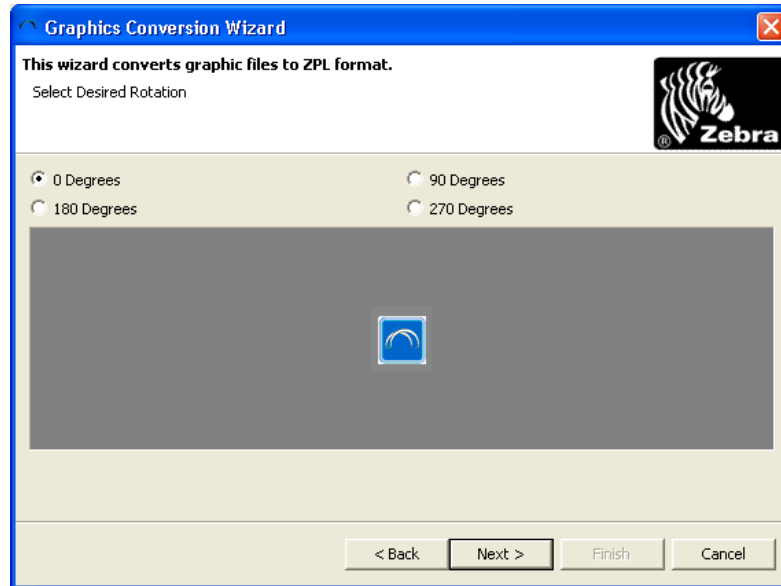 Graphics Conversion Wizard
This wizard converts graphic files to ZPL format.
Select Desired Rotation
® Zebra
0 Degrees
90 Degrees
180 Degrees
270 Degrees
< Back
Next >
Finish
Cancel